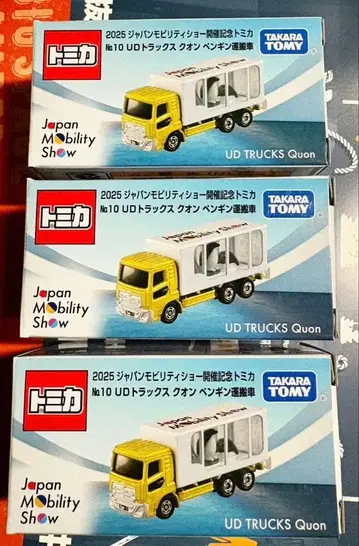 トミカ
2025 ジャパンモビリティショー開催記念トミカ
№10 UDトラックス クオン ペンギン運搬車
TAKARA
TOMY
Japan
Mobility
Show
UD TRUCKS Quon
トミカ
2025 ジャパンモビリティショー開催記念トミカ
№10 UDトラックス クオン ペンギン運搬車
TAKARA
TOMY
Japan
Mobility
Show
UD TRUCKS Quon
トミカ
2025 ジャパンモビリティショー開催記念トミカ
№10 UDトラックス クオン ペンギン運搬車
TAKARA
TOMY
Japan
Mobility
Show
UD TRUCKS Quon